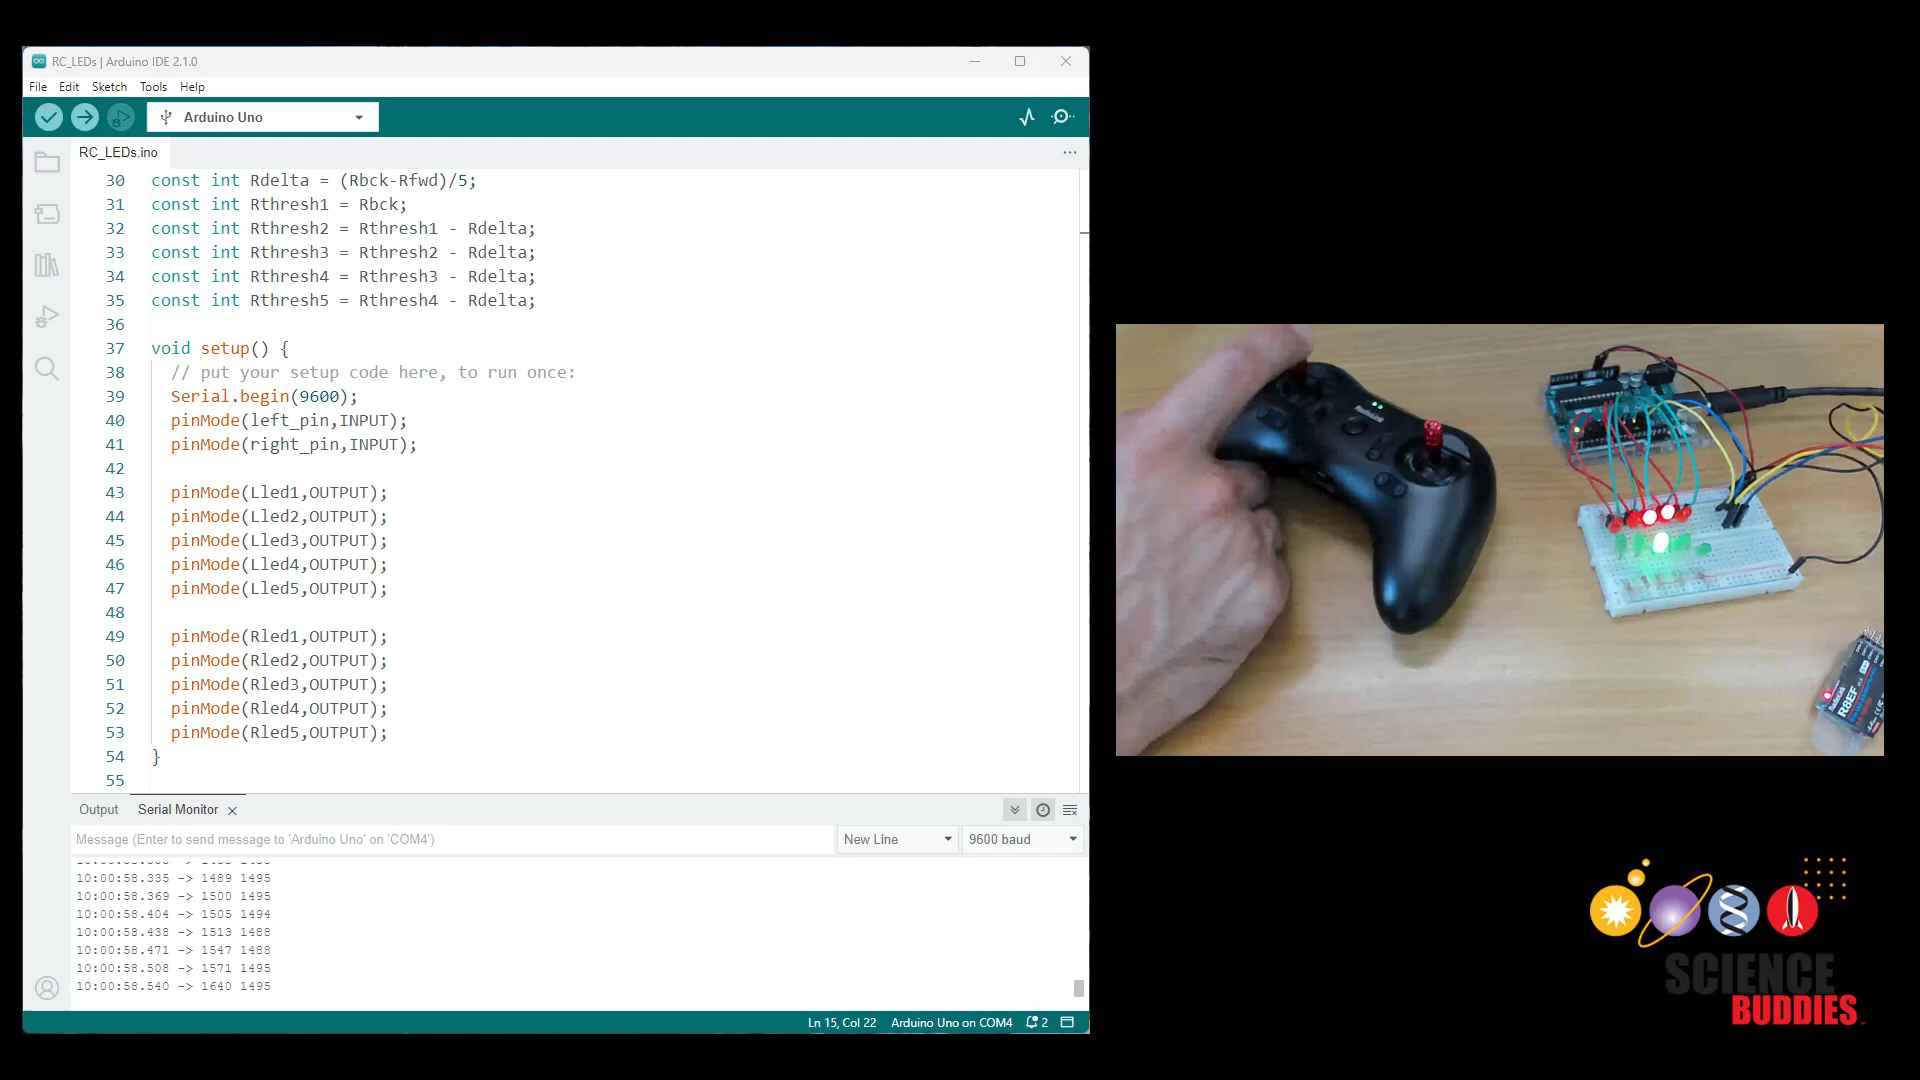 RC_LEDs | Arduino IDE 2.1.0
File Edit Sketch Tools Help
Arduino Uno
RC_LEDs.ino
30 const int Rdelta = (Rbck-Rfwd)/5;
31 const int Rthresh1 = Rbck;
32 const int Rthresh2 = Rthresh1 - Rdelta;
33 const int Rthresh3 = Rthresh2 - Rdelta;
34 const int Rthresh4 = Rthresh3 - Rdelta;
35 const int Rthresh5 = Rthresh4 - Rdelta;
36
37 void setup() {
38 // put your setup code here, to run once:
39 Serial.begin(9600);
40 pinMode(left_pin,INPUT);
41 pinMode(right_pin,INPUT);
42
43 pinMode(Lled1,OUTPUT);
44 pinMode(Lled2,OUTPUT);
45 pinMode(Lled3,OUTPUT);
46 pinMode(Lled4,OUTPUT);
47 pinMode(Lled5,OUTPUT);
48
49 pinMode(Rled1,OUTPUT);
50 pinMode(Rled2,OUTPUT);
51 pinMode(Rled3,OUTPUT);
52 pinMode(Rled4,OUTPUT);
53 pinMode(Rled5,OUTPUT);
54 }
55
Output Serial Monitor
Message (Enter to send message to 'Arduino Uno' on 'COM4')
New Line
9600 baud
10:00:58.335 -> 1489 1495
10:00:58.369 -> 1500 1495
10:00:58.404 -> 1505 1494
10:00:58.438 -> 1513 1488
10:00:58.471 -> 1547 1488
10:00:58.508 -> 1571 1495
10:00:58.540 -> 1640 1495
Ln 15, Col 22 Arduino Uno on COM4 2
R8EF
SCIENCE
BUDDIES